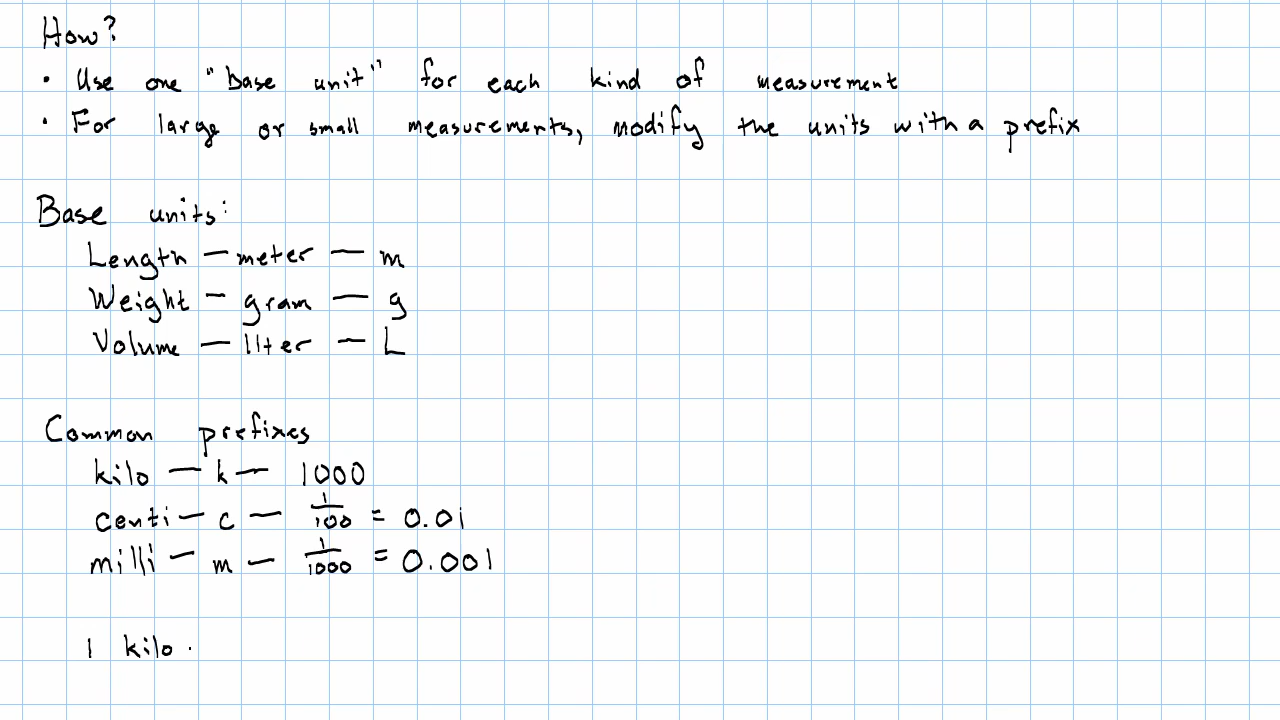 How?
• Use one "base unit" for each kind of measurement
• For large or small measurements, modify the units with a prefix
Base units:
Length — meter — m
Weight — gram — g
Volume — liter — L
Common prefixes
kilo — k — 1000
centi — c — 1/100 = 0.01
milli — m — 1/1000 = 0.001
1 kilo